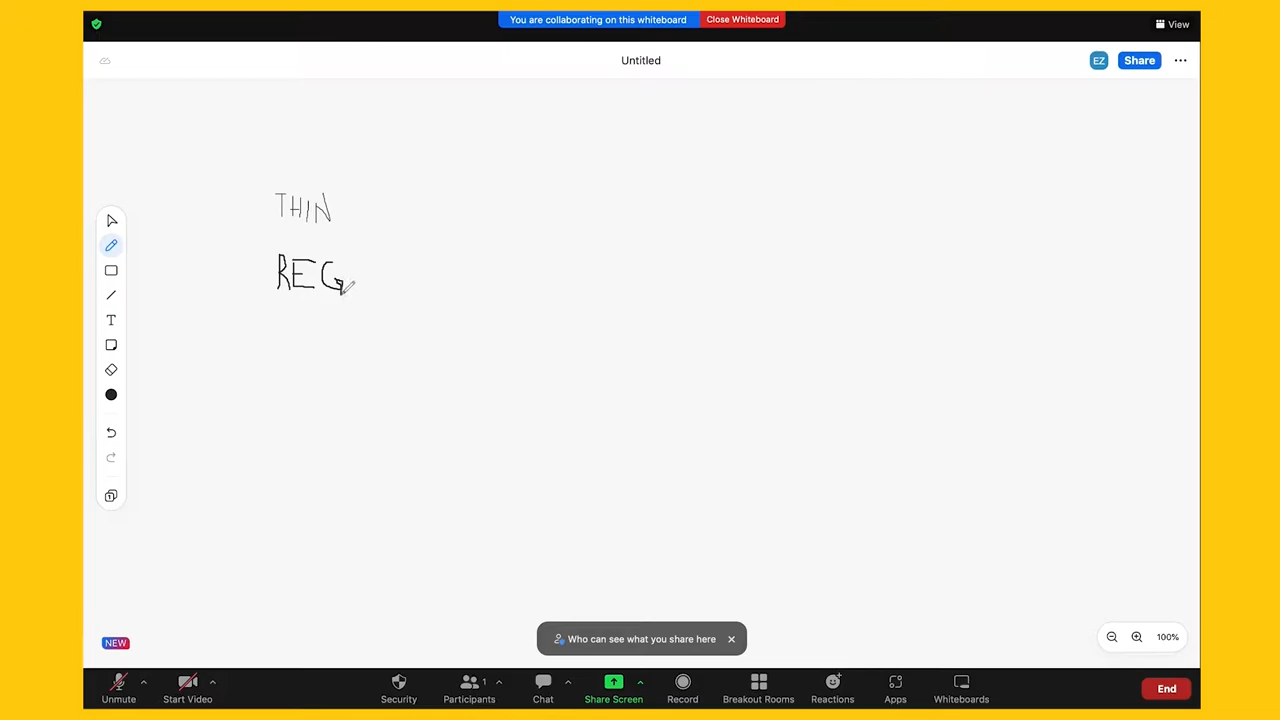 You are collaborating on this whiteboard Close Whiteboard
View
Untitled
EZ Share
THIN
REG
T
1
NEW
Who can see what you share here
100%
Unmute Start Video Security Participants 1 Chat Share Screen Record Breakout Rooms Reactions Apps Whiteboards End